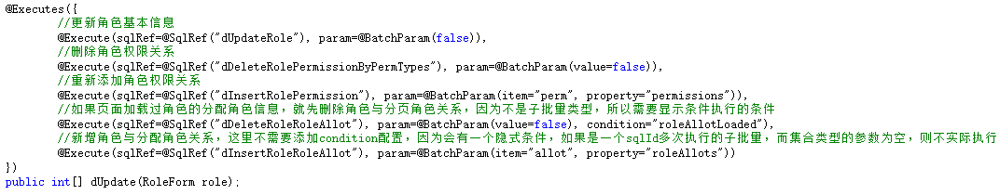 @Executes({
//更新角色基本信息
@Execute(sqlRef=@SqlRef("dUpdateRole"), param=@BatchParam(false)),
//删除角色权限关系
@Execute(sqlRef=@SqlRef("dDeleteRolePermissionByPermTypes"), param=@BatchParam(value=false)),
//重新添加角色权限关系
@Execute(sqlRef=@SqlRef("dInsertRolePermission"), param=@BatchParam(item="perm", property="permissions")),
//如果页面加载过角色的分配角色信息，就先删除角色与分页角色关系，因为不是子批量类型，所以需要显示条件执行的条件
@Execute(sqlRef=@SqlRef("dDeleteRoleRoleAllot"), param=@BatchParam(value=false), condition="roleAllotLoaded"),
//新增角色与分配角色关系，这里不需要添加condition配置，因为会有一个隐式条件，如果是一个sqlId多次执行的子批量，而集合类型的参数为空，则不实际执行
@Execute(sqlRef=@SqlRef("dInsertRoleRoleAllot"), param=@BatchParam(item="allot", property="roleAllots"))
})
public int[] dUpdate(RoleForm role);